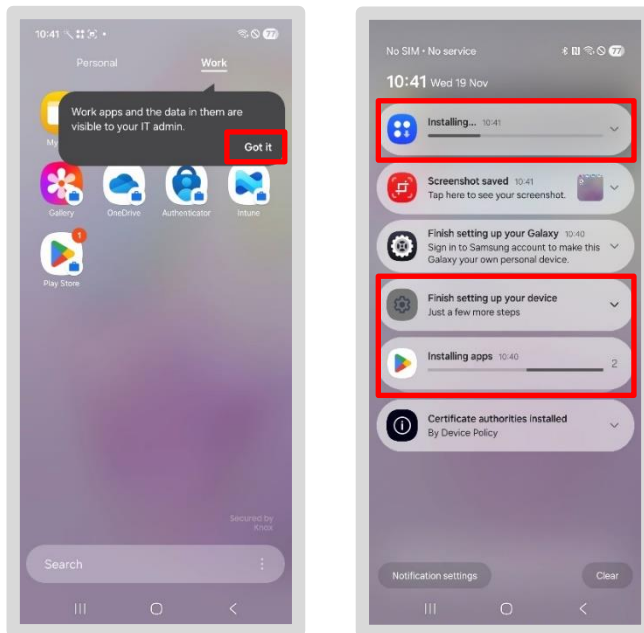 10:41
77
Personal
Work
Work apps and the data in them are
visible to your IT admin.
Got it
My
Gallery
OneDrive
Authenticator
Intune
1
Play Store
Secured by
Knox
Search
No SIM • No service
77
10:41 Wed 19 Nov
Installing... 10:41
Screenshot saved 10:41
Tap here to see your screenshot.
Finish setting up your Galaxy 10:40
Sign in to Samsung account to make this
Galaxy your own personal device.
Finish setting up your device
Just a few more steps
Installing apps 10:40
2
Certificate authorities installed
By Device Policy
Notification settings
Clear